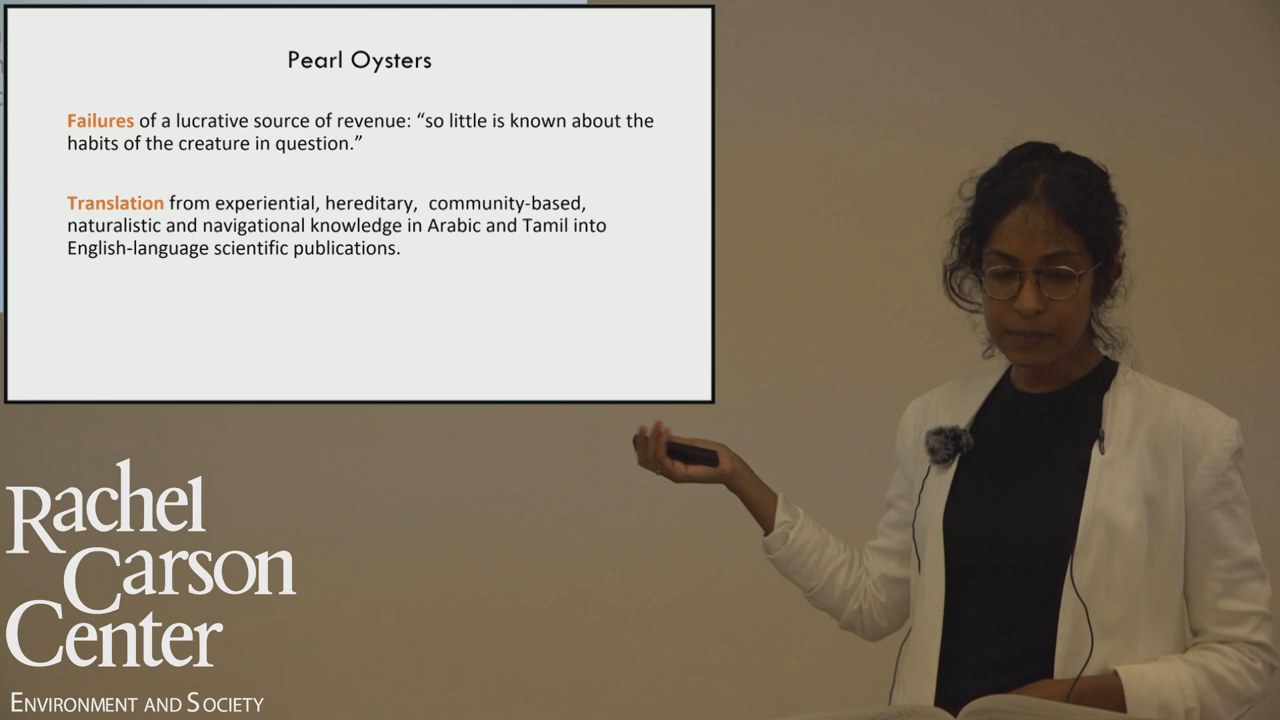 Pearl Oysters
Failures of a lucrative source of revenue: “so little is known about the
habits of the creature in question.”
Translation from experiential, hereditary,  community-based,
naturalistic and navigational knowledge in Arabic and Tamil into
English-language scientific publications.
Rachel
Carson
Center
ENVIRONMENT AND SOCIETY